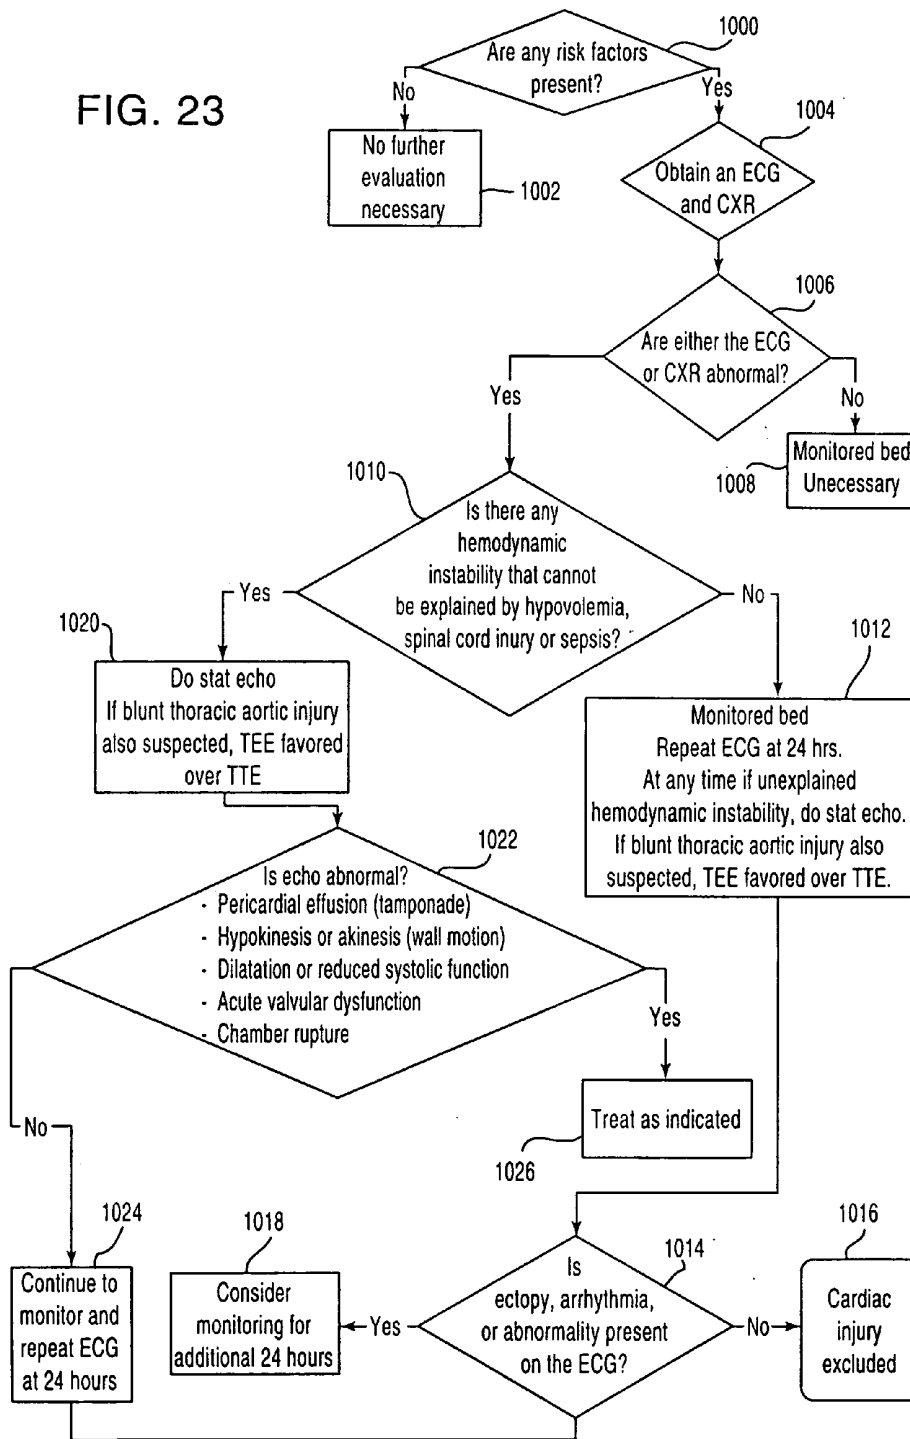 FIG. 23
1000
Are any risk factors
present?
No
Yes
No further
evaluation
necessary
1002
1004
Obtain an ECG
and CXR
1006
Are either the ECG
or CXR abnormal?
Yes
No
Monitored bed
Unecessary
1008
1010
Is there any
hemodynamic
instability that cannot
be explained by hypovolemia,
spinal cord inury or sepsis?
Yes
No
1020
Do stat echo
If blunt thoracic aortic injury
also suspected, TEE favored
over TTE
1012
Monitored bed
Repeat ECG at 24 hrs.
At any time if unexplained
hemodynamic instability, do stat echo.
If blunt thoracic aortic injury also
suspected, TEE favored over TTE.
1022
Is echo abnormal?
- Pericardial effusion (tamponade)
- Hypokinesis or akinesis (wall motion)
- Dilatation or reduced systolic function
- Acute valvular dysfunction
- Chamber rupture
Yes
No
Treat as indicated
1026
1024
Continue to
monitor and
repeat ECG
at 24 hours
1018
Consider
monitoring for
additional 24 hours
Yes
1014
Is
ectopy, arrhythmia,
or abnormality present
on the ECG?
No
1016
Cardiac
injury
excluded